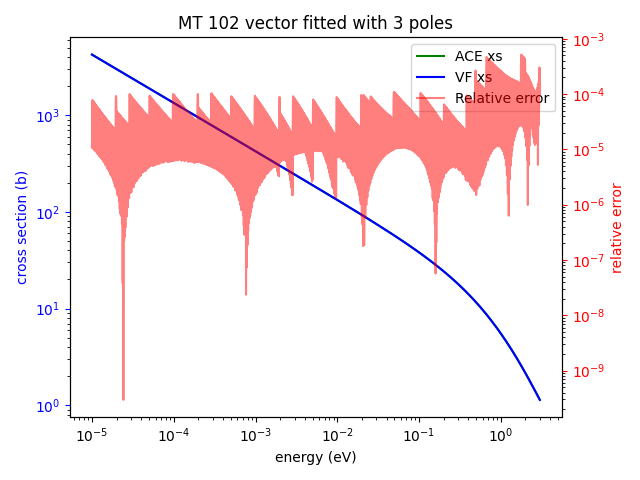 MT 102 vector fitted with 3 poles
ACE xs
VF xs
Relative error
cross section (b)
10³
10²
10¹
10⁰
relative error
10⁻³
10⁻⁴
10⁻⁵
10⁻⁶
10⁻⁷
10⁻⁸
10⁻⁹
10⁻⁵ 10⁻⁴ 10⁻³ 10⁻² 10⁻¹ 10⁰
energy (eV)